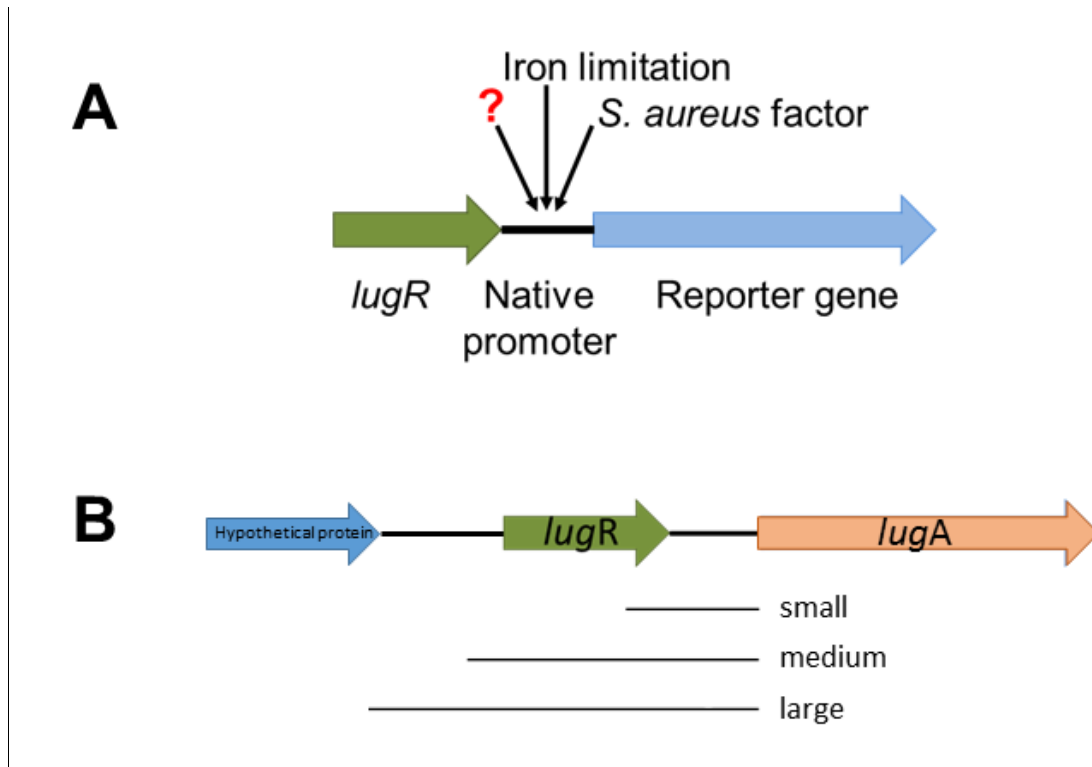 A
Iron limitation
?
S. aureus factor
lugR
Native
promoter
Reporter gene
B
Hypothetical protein
lugR
lugA
small
medium
large